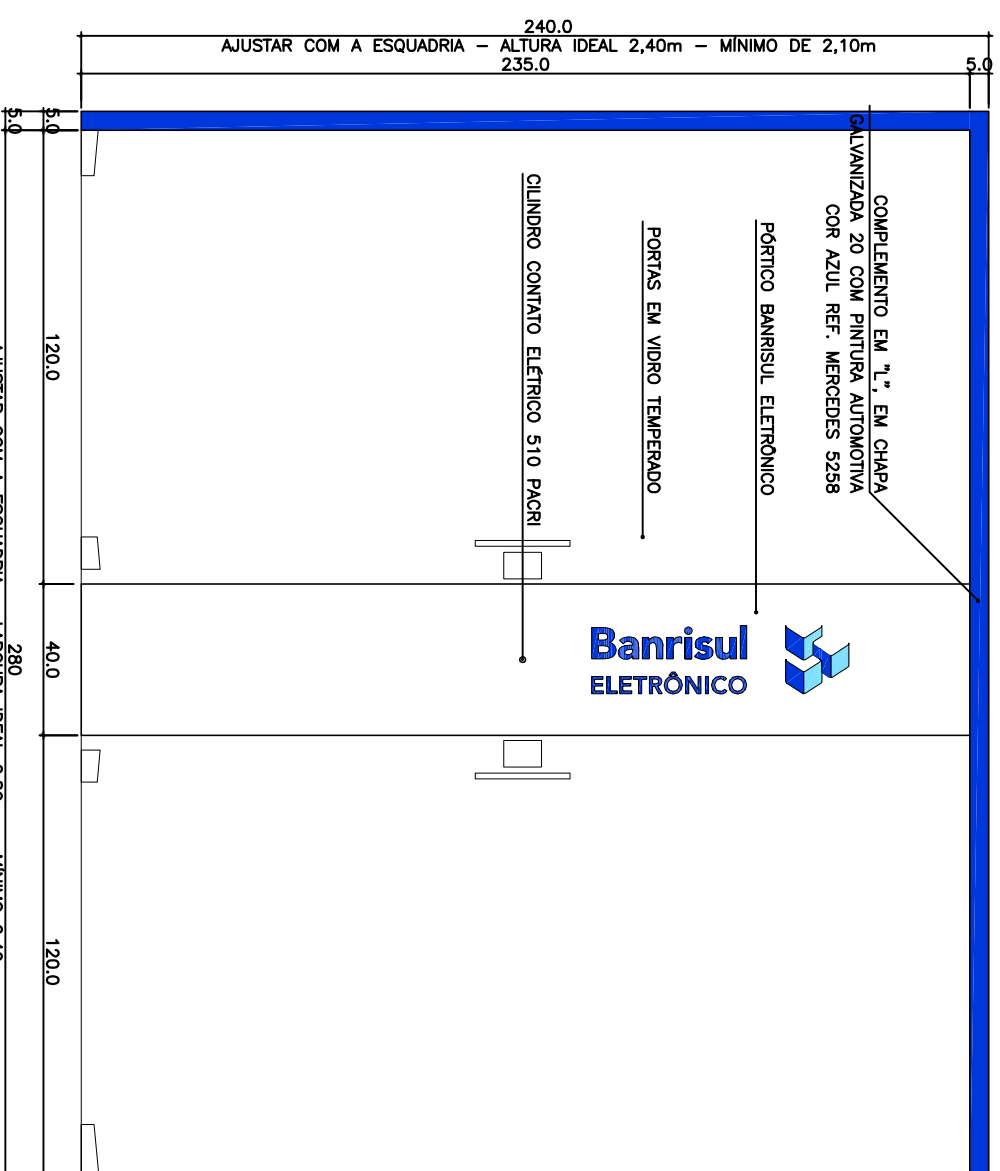 240.0
AJUSTAR COM A ESQUADRIA – ALTURA IDEAL 2,40m – MÍNIMO DE 2,10m
235.0
5.0
COMPLEMENTO EM "L", EM CHAPA
GALVANIZADA 20 COM PINTURA AUTOMOTIVA
COR AZUL REF. MERCEDES 5258
PÓRTICO BANRISUL ELETRÔNICO
PORTAS EM VIDRO TEMPERADO
CILINDRO CONTATO ELÉTRICO 510 PACRI
Banrisul
ELETRÔNICO
5.0
120.0
40.0
120.0
5.0
280